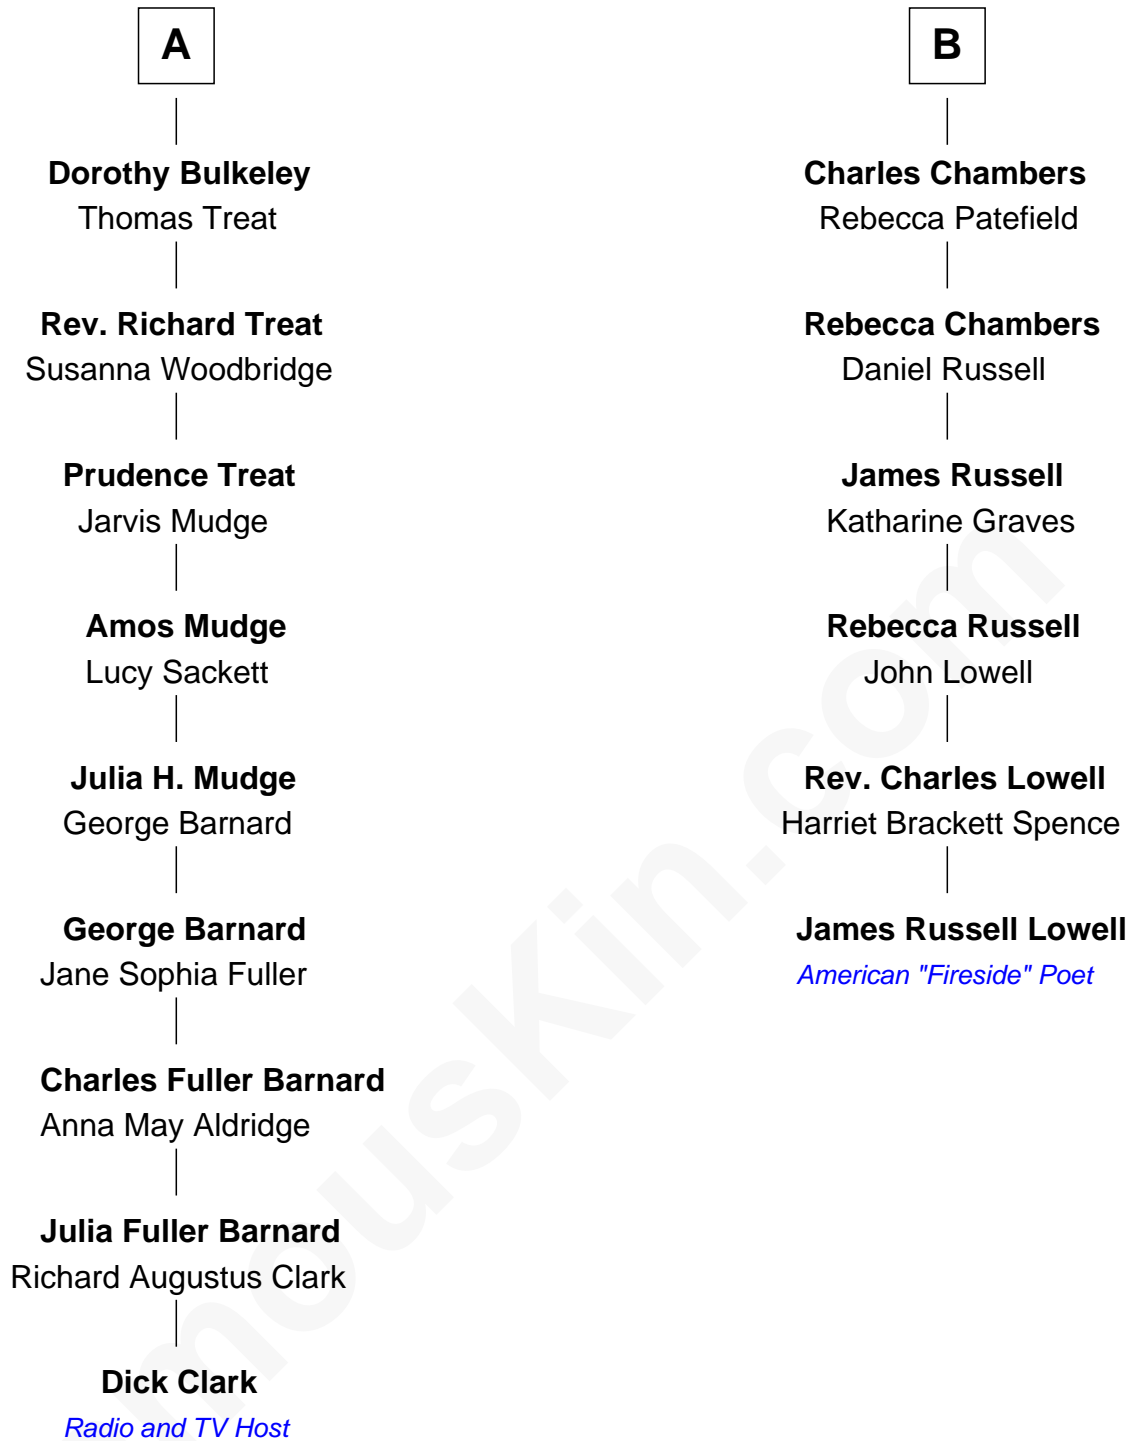 A
Dorothy Bulkeley
Thomas Treat
Rev. Richard Treat
Susanna Woodbridge
Prudence Treat
Jarvis Mudge
Amos Mudge
Lucy Sackett
Julia H. Mudge
George Barnard
George Barnard
Jane Sophia Fuller
Charles Fuller Barnard
Anna May Aldridge
Julia Fuller Barnard
Richard Augustus Clark
Dick Clark
Radio and TV Host
B
Charles Chambers
Rebecca Patefield
Rebecca Chambers
Daniel Russell
James Russell
Katharine Graves
Rebecca Russell
John Lowell
Rev. Charles Lowell
Harriet Brackett Spence
James Russell Lowell
American "Fireside" Poet
mousKin.com